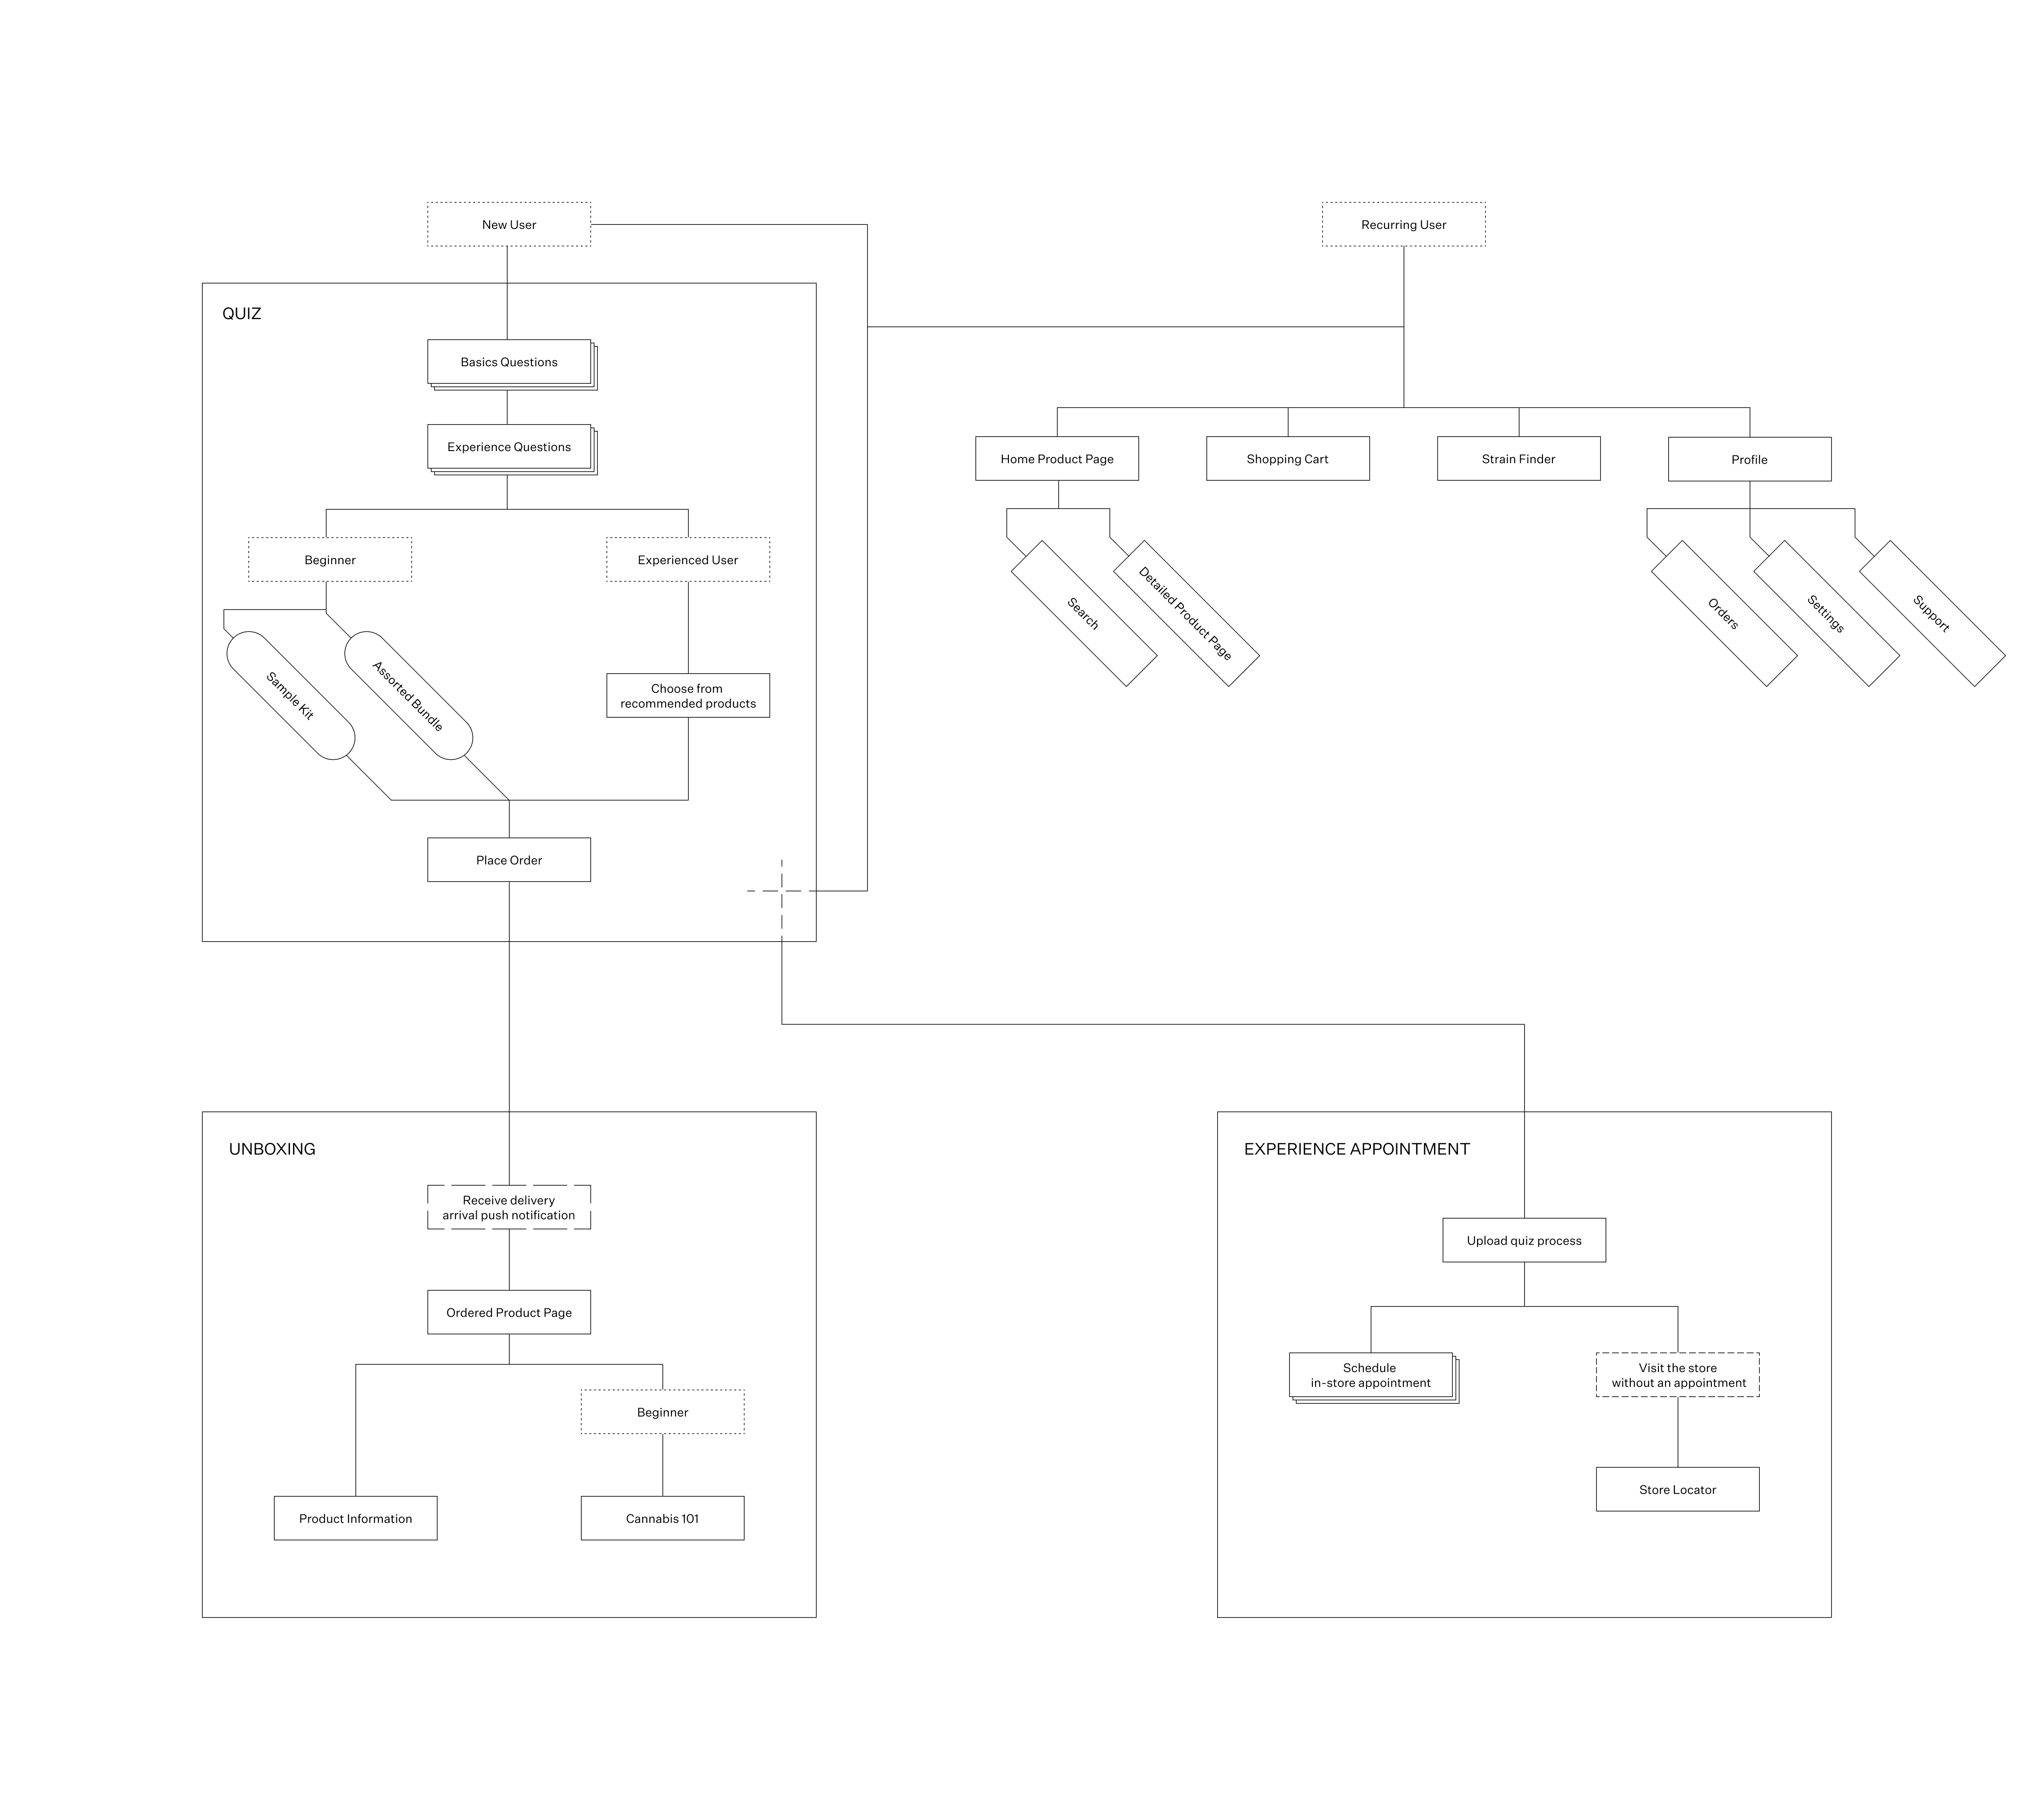 New User
Recurring User
QUIZ
Basics Questions
Experience Questions
Home Product Page
Shopping Cart
Strain Finder
Profile
Beginner
Experienced User
Search
Detailed Product Page
Orders
Settings
Support
Sample Kit
Assorted Bundle
Choose from
recommended products
Place Order
UNBOXING
Receive delivery
arrival push notification
Ordered Product Page
Beginner
Product Information
Cannabis 101
EXPERIENCE APPOINTMENT
Upload quiz process
Schedule
in-store appointment
Visit the store
without an appointment
Store Locator